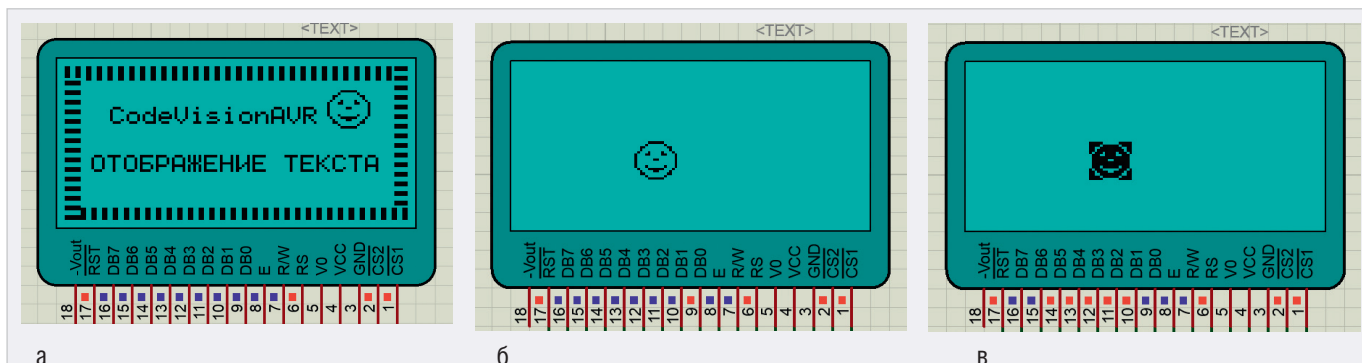 <TEXT>
CodeVisionAVR
ОТОБРАЖЕНИЕ ТЕКСТА
-Vout
RST
DB7
DB6
DB5
DB4
DB3
DB2
DB1
DB0
E
R/W
RS
V0
VCC
GND
CS2
CS1
18
17
16
15
14
13
12
11
10
9
8
7
6
5
4
3
2
1
а
<TEXT>
-Vout
RST
DB7
DB6
DB5
DB4
DB3
DB2
DB1
DB0
E
R/W
RS
V0
VCC
GND
CS2
CS1
18
17
16
15
14
13
12
11
10
9
8
7
6
5
4
3
2
1
б
<TEXT>
-Vout
RST
DB7
DB6
DB5
DB4
DB3
DB2
DB1
DB0
E
R/W
RS
V0
VCC
GND
CS2
CS1
18
17
16
15
14
13
12
11
10
9
8
7
6
5
4
3
2
1
в